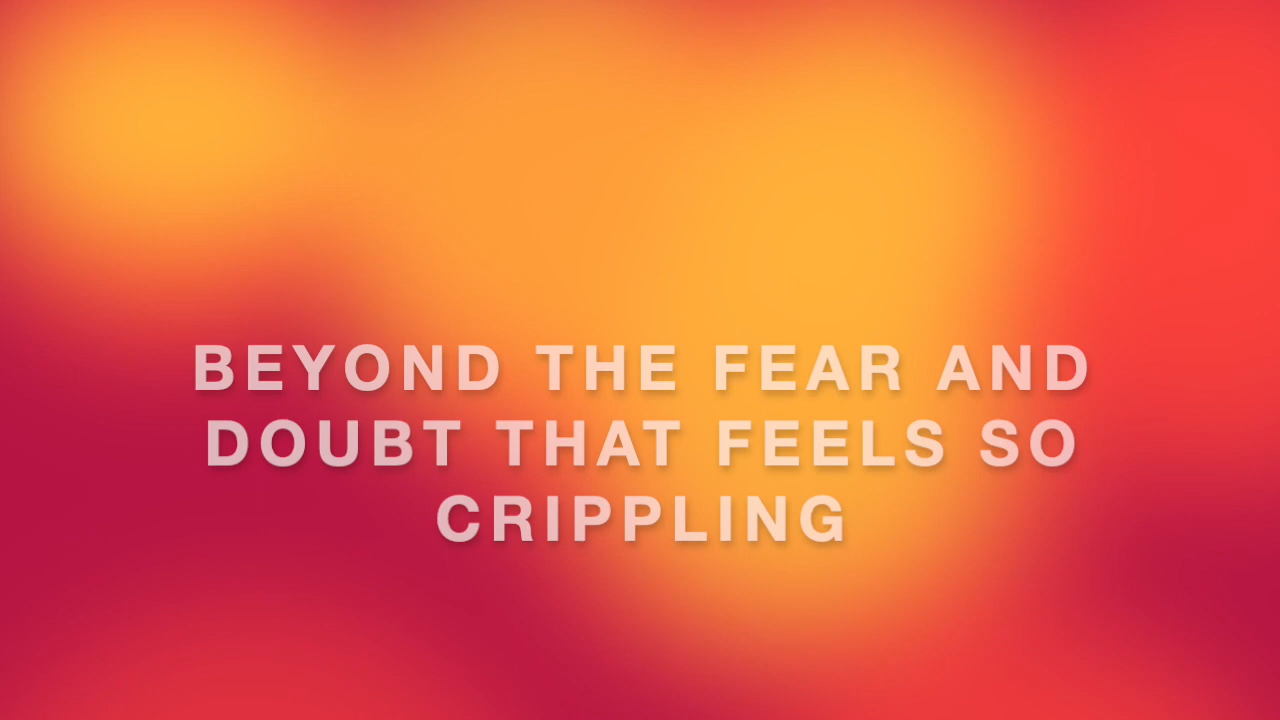 BEYOND THE FEAR AND
DOUBT THAT FEELS SO
CRIPPLING